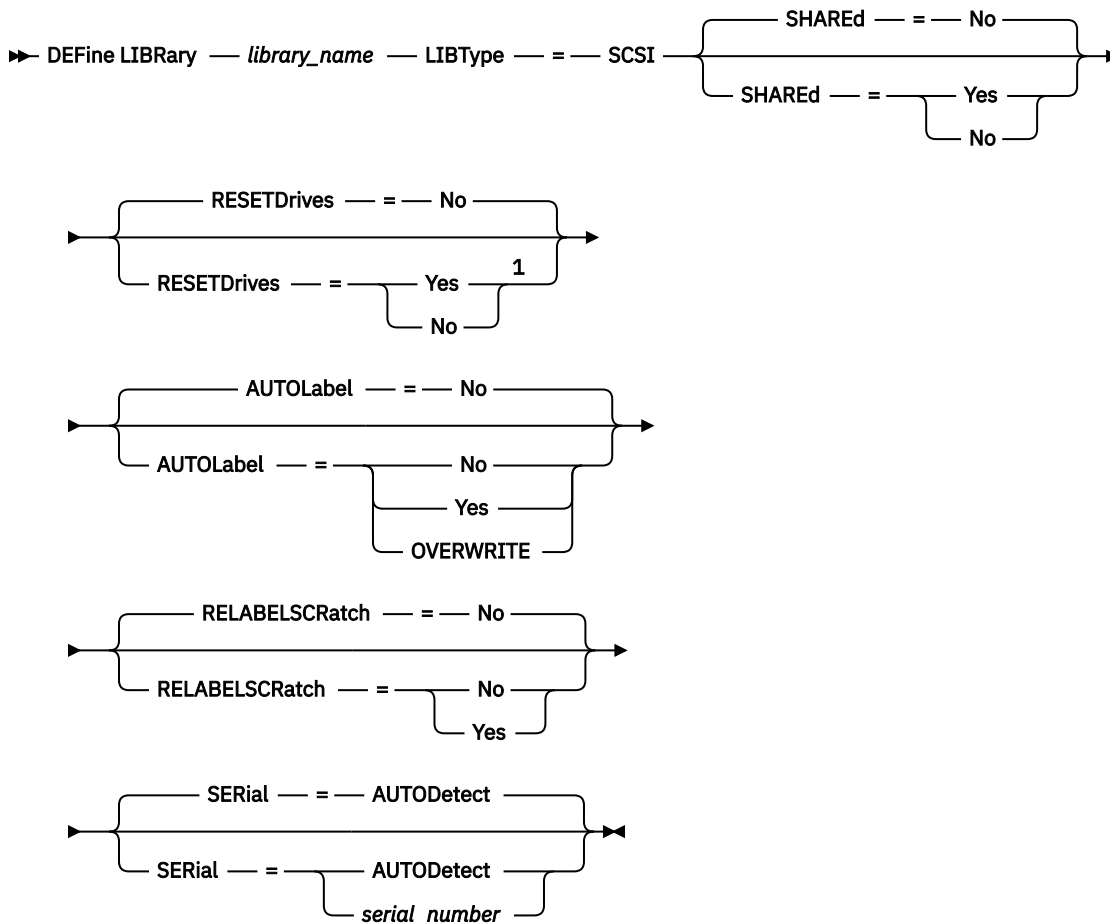 SHAREd = No
DEFine LIBRary library_name LIBType = SCSI
SHAREd = Yes
No
RESETDrives = No
RESETDrives = Yes 1
No
AUTOLabel = No
AUTOLabel = No
Yes
OVERWRITE
RELABELSCRatch = No
RELABELSCRatch = No
Yes
SERial = AUTODetect
SERial = AUTODetect
serial_number